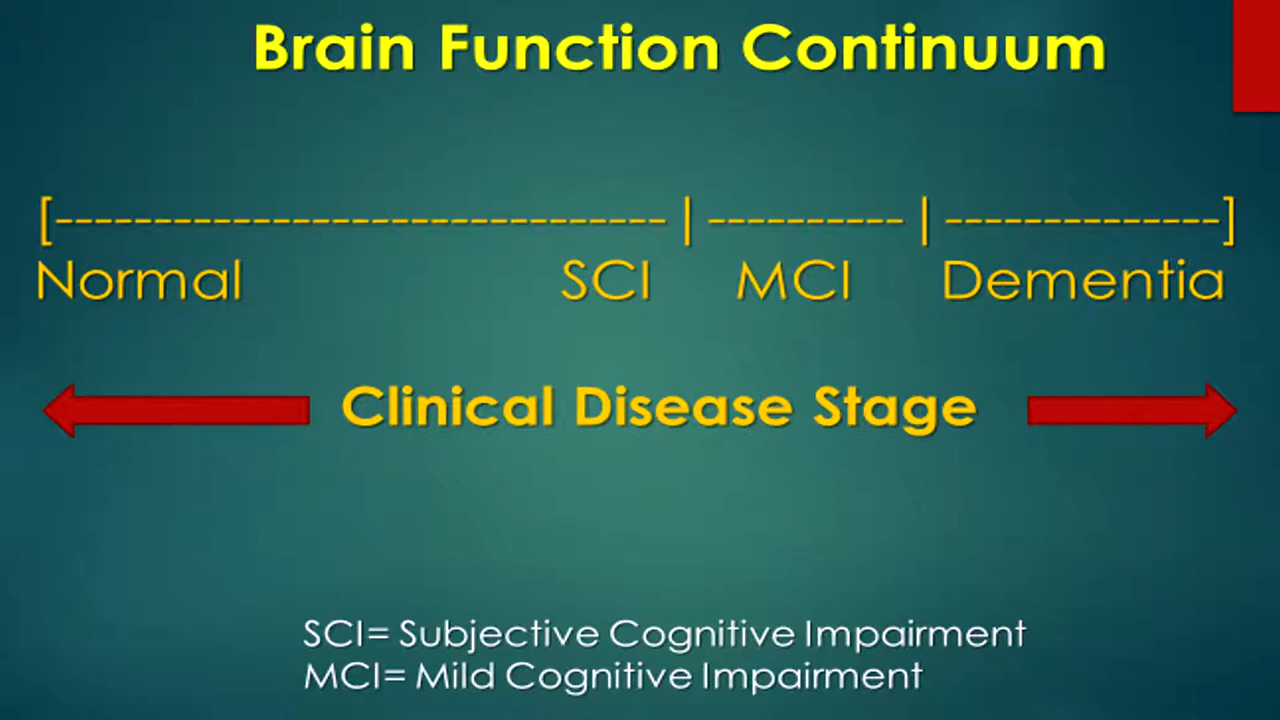 Brain Function Continuum
[-------------------------------|----------|--------------]
Normal SCI MCI Dementia
Clinical Disease Stage
SCI= Subjective Cognitive Impairment
MCI= Mild Cognitive Impairment